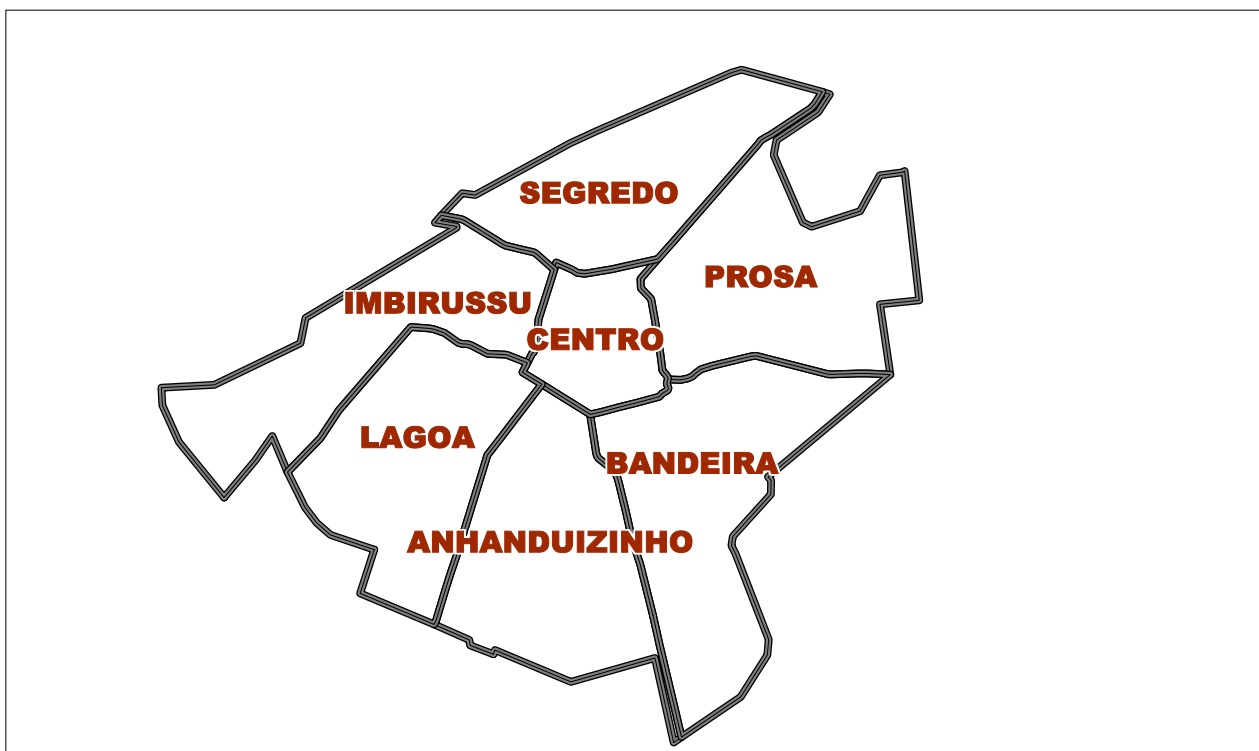 SEGREDO
PROSA
IMBIRUSSU
CENTRO
LAGOA
BANDEIRA
ANHANDUIZINHO